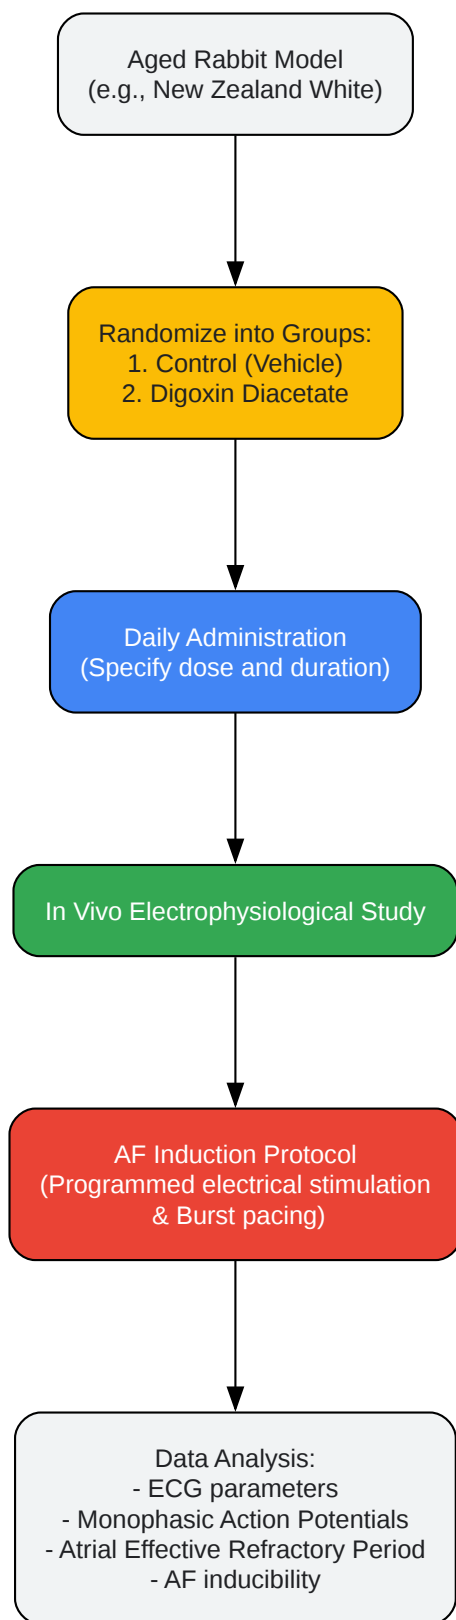 Aged Rabbit Model
(e.g., New Zealand White)
Randomize into Groups:
1. Control (Vehicle)
2. Digoxin Diacetate
Daily Administration
(Specify dose and duration)
In Vivo Electrophysiological Study
AF Induction Protocol
(Programmed electrical stimulation
& Burst pacing)
Data Analysis:
- ECG parameters
- Monophasic Action Potentials
- Atrial Effective Refractory Period
- AF inducibility